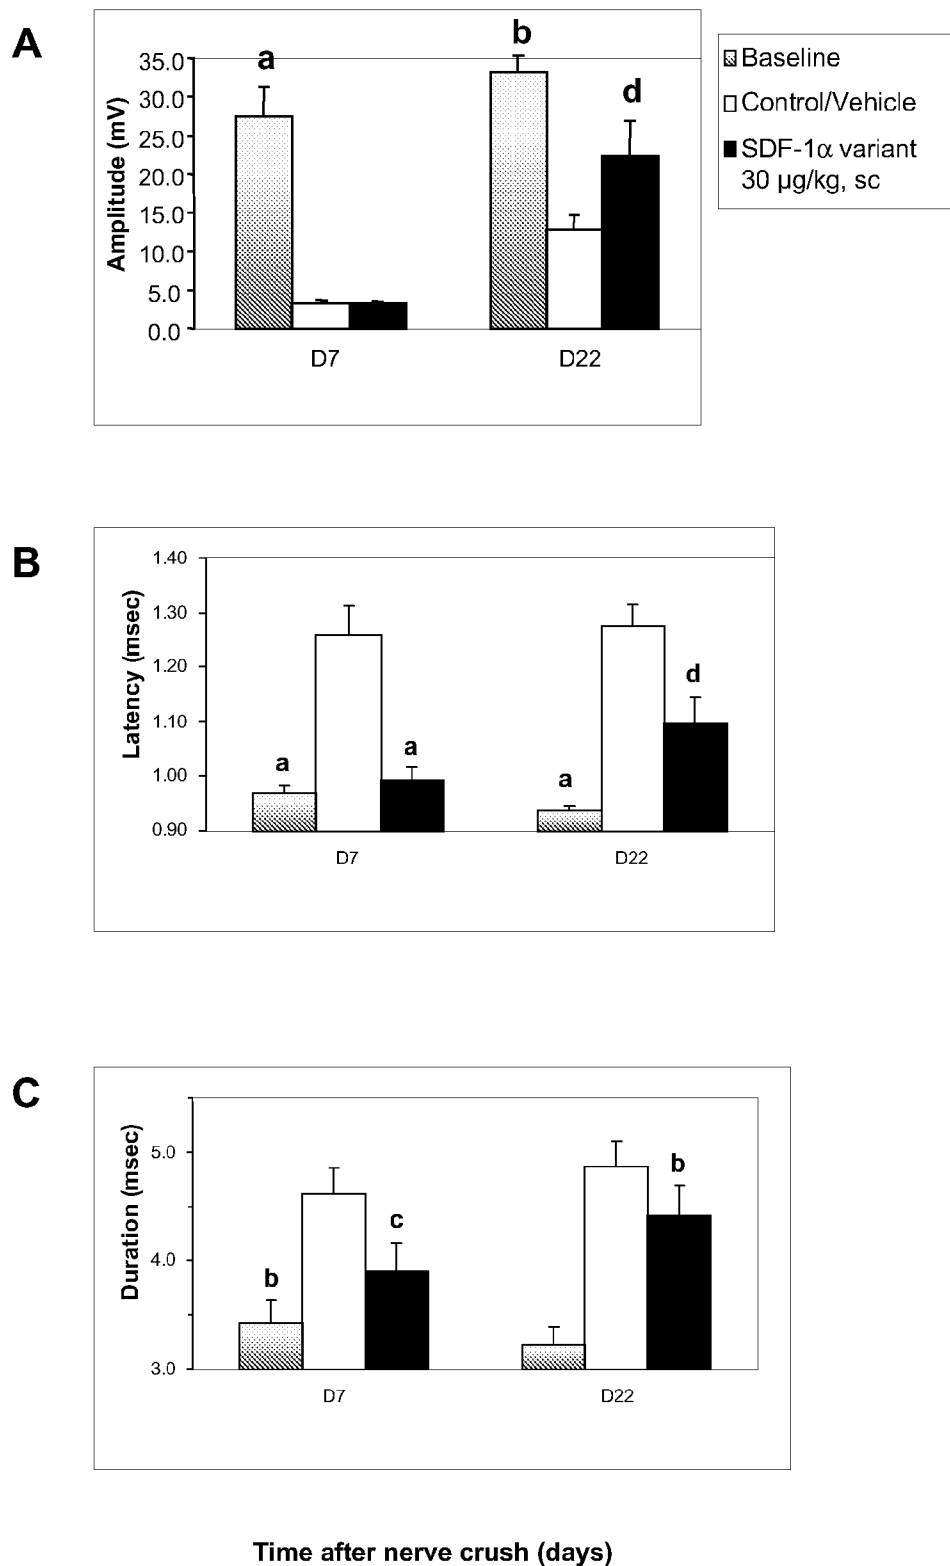 A
a
b
d
35.0
30.0
25.0
20.0
15.0
10.0
5.0
0.0
Amplitude (mV)
D7
D22
Baseline
Control/Vehicle
SDF-1α variant
30 µg/kg, sc
B
1.40
1.30
1.20
1.10
1.00
0.90
Latency (msec)
a
a
a
d
D7
D22
C
5.0
4.0
3.0
Duration (msec)
b
c
b
D7
D22
Time after nerve crush (days)